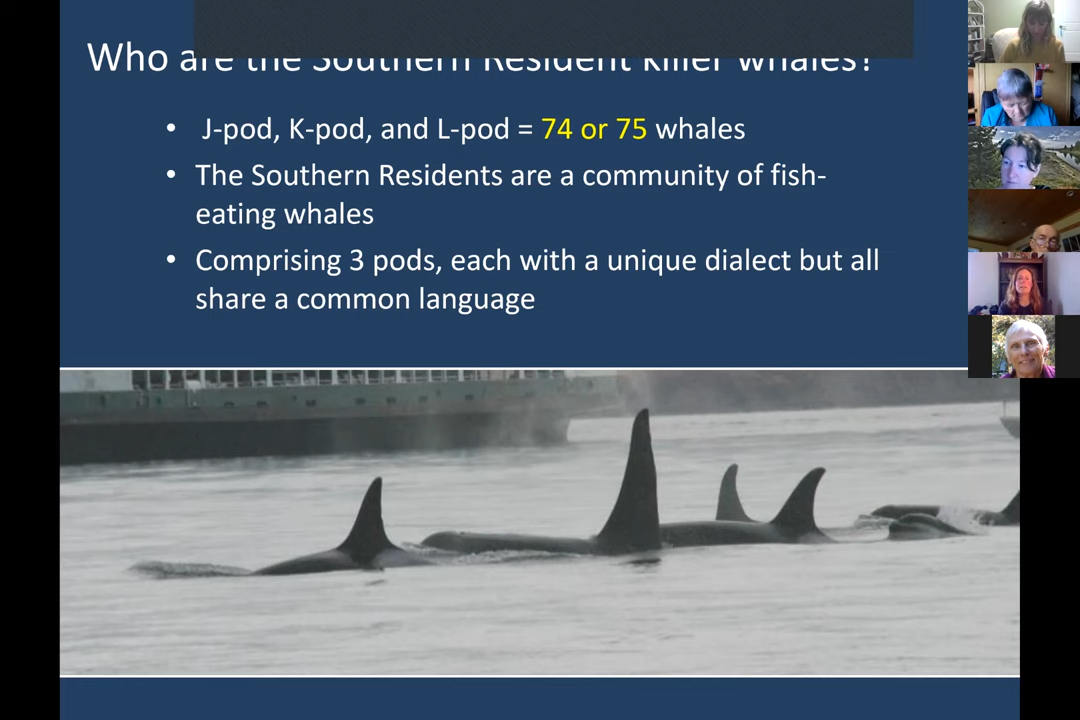 Who are the Southern Resident killer whales?
• J-pod, K-pod, and L-pod = 74 or 75 whales
• The Southern Residents are a community of fish-
eating whales
• Comprising 3 pods, each with a unique dialect but all
share a common language